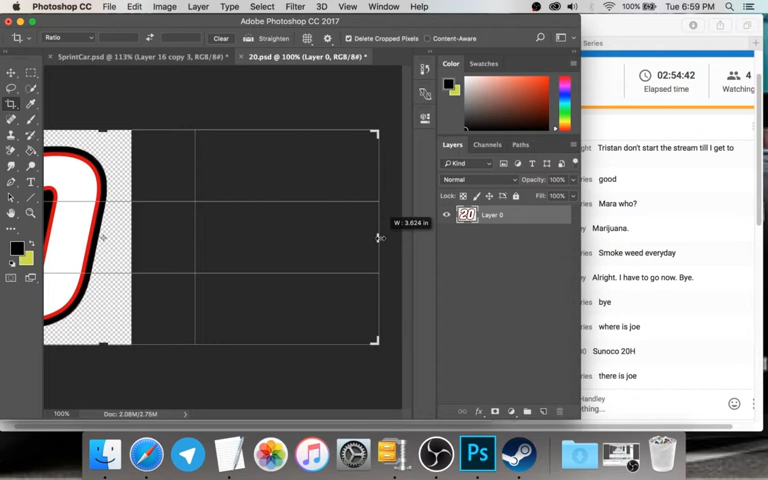 Photoshop CC File Edit Image Layer Type Select Filter 3D View Window Help 100% Tue 6:59 PM
Adobe Photoshop CC 2017
Ratio Clear Straighten Delete Cropped Pixels Content-Aware
SprintCar.psd @ 113% (Layer 16 copy 3, RGB/8#) *
20.psd @ 100% (Layer 0, RGB/8#) *
W : 3.624 in
100% Doc: 2.08M/2.75M
Color Swatches
Layers Channels Paths
Kind
Normal Opacity: 100%
Lock: Fill: 100%
20 Layer 0
Series
02:54:42 4
Elapsed time Watching
Tristan don't start the stream till I get to
good
Mara who?
Marijuana.
Smoke weed everyday
Alright. I have to go now. Bye.
bye
where is joe
Sunoco 20H
there is joe
Handley
Ps